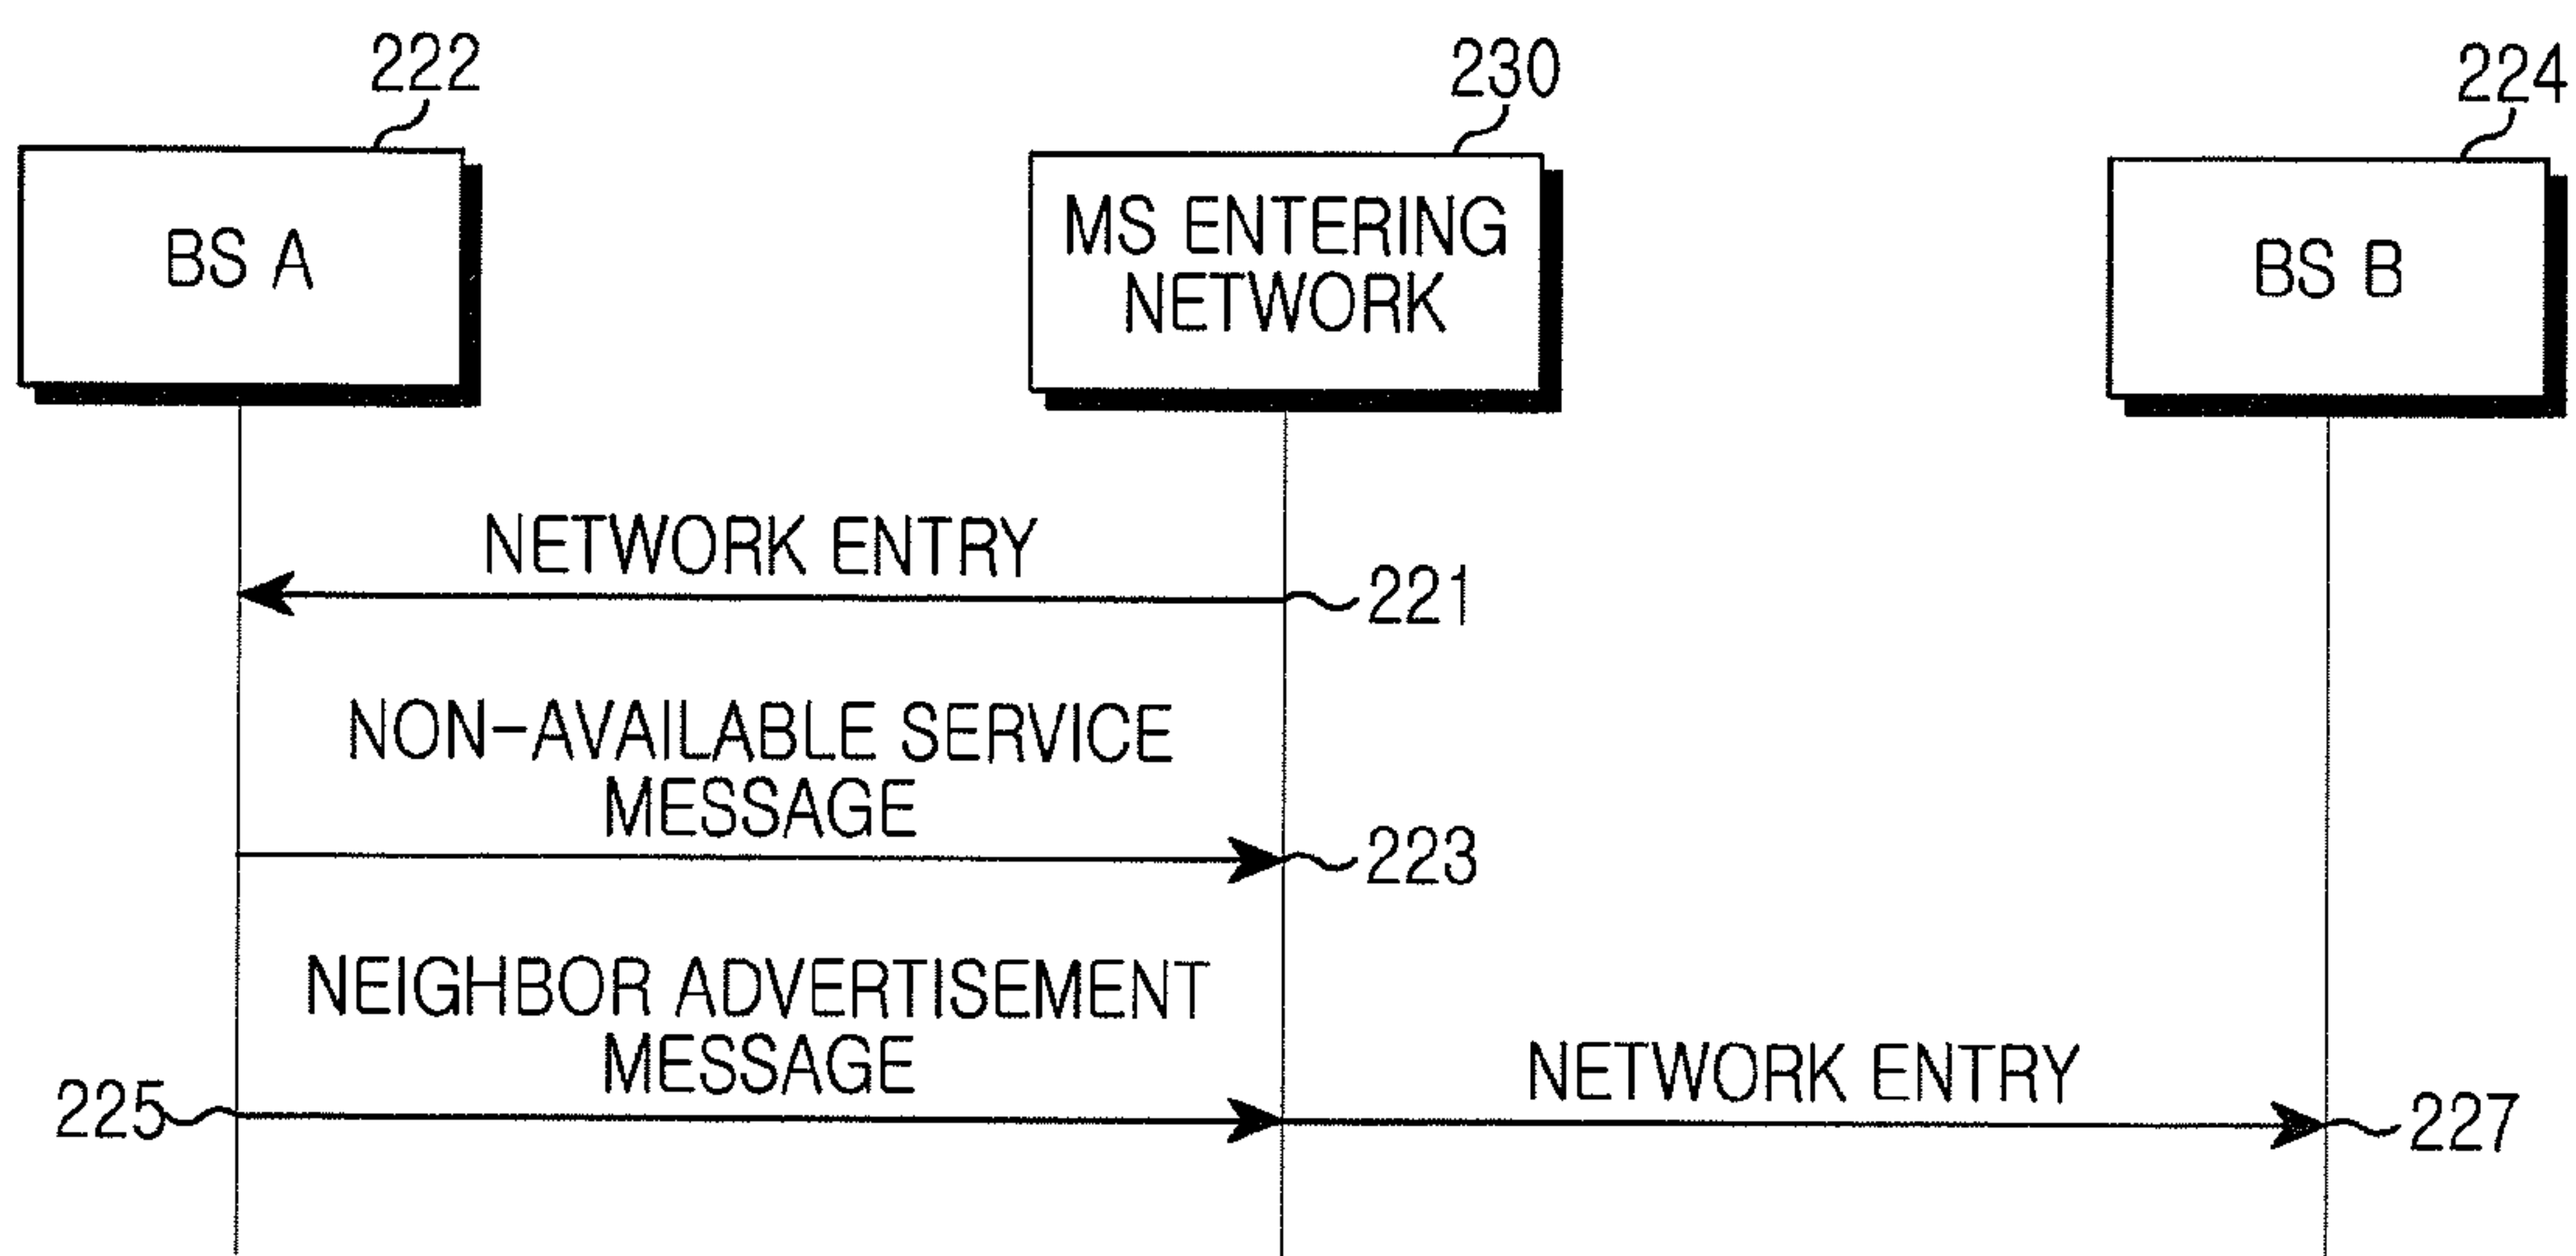 222
230
224
BS A
MS ENTERING
NETWORK
BS B
NETWORK ENTRY
221
NON-AVAILABLE SERVICE
MESSAGE
223
NEIGHBOR ADVERTISEMENT
MESSAGE
NETWORK ENTRY
225
227